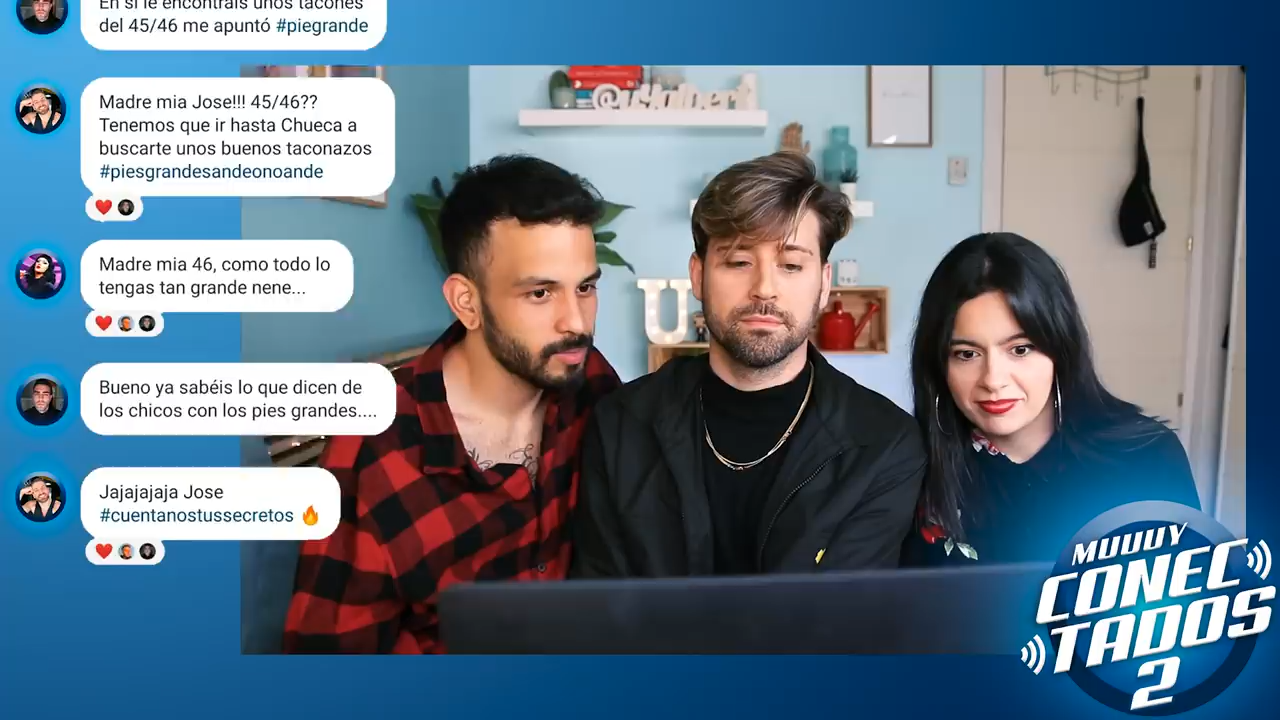 En si le encontráis unos tacones
del 45/46 me apuntó #piegrande
Madre mia Jose!!! 45/46??
Tenemos que ir hasta Chueca a
buscarte unos buenos taconazos
#piesgrandesandeonoande
Madre mia 46, como todo lo
tengas tan grande nene...
Bueno ya sabéis lo que dicen de
los chicos con los pies grandes....
Jajajajaja Jose
#cuentanostussecretos
@u4albert
U
MUUUY
CONEC
TADOS
2